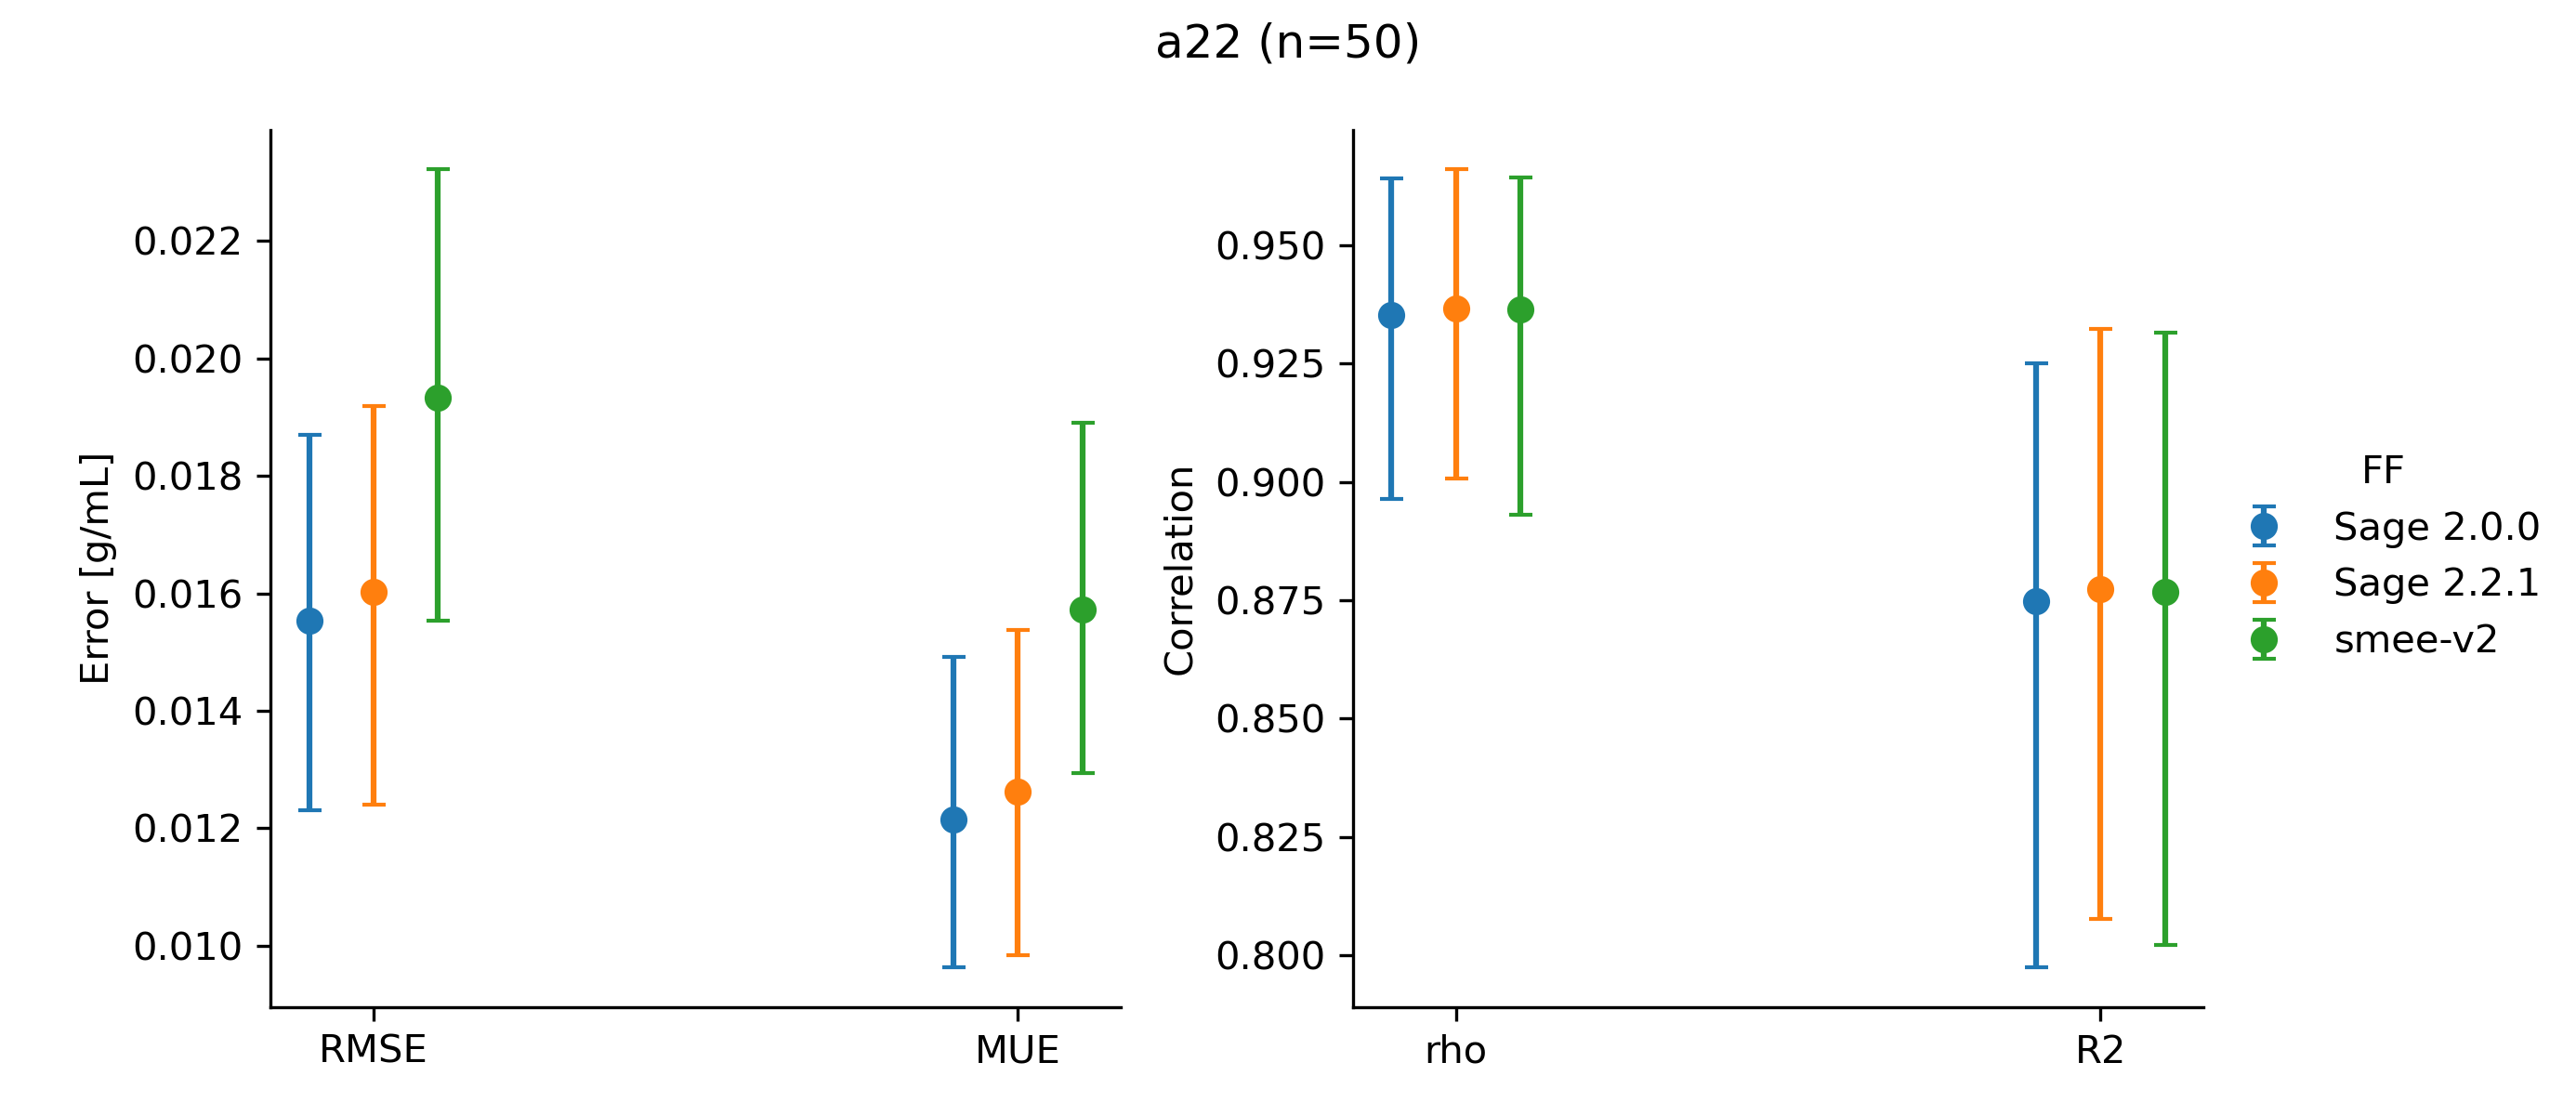 a22 (n=50)
Error [g/mL]
0.022
0.020
0.018
0.016
0.014
0.012
0.010
RMSE
MUE
Correlation
0.950
0.925
0.900
0.875
0.850
0.825
0.800
rho
R2
FF
Sage 2.0.0
Sage 2.2.1
smee-v2